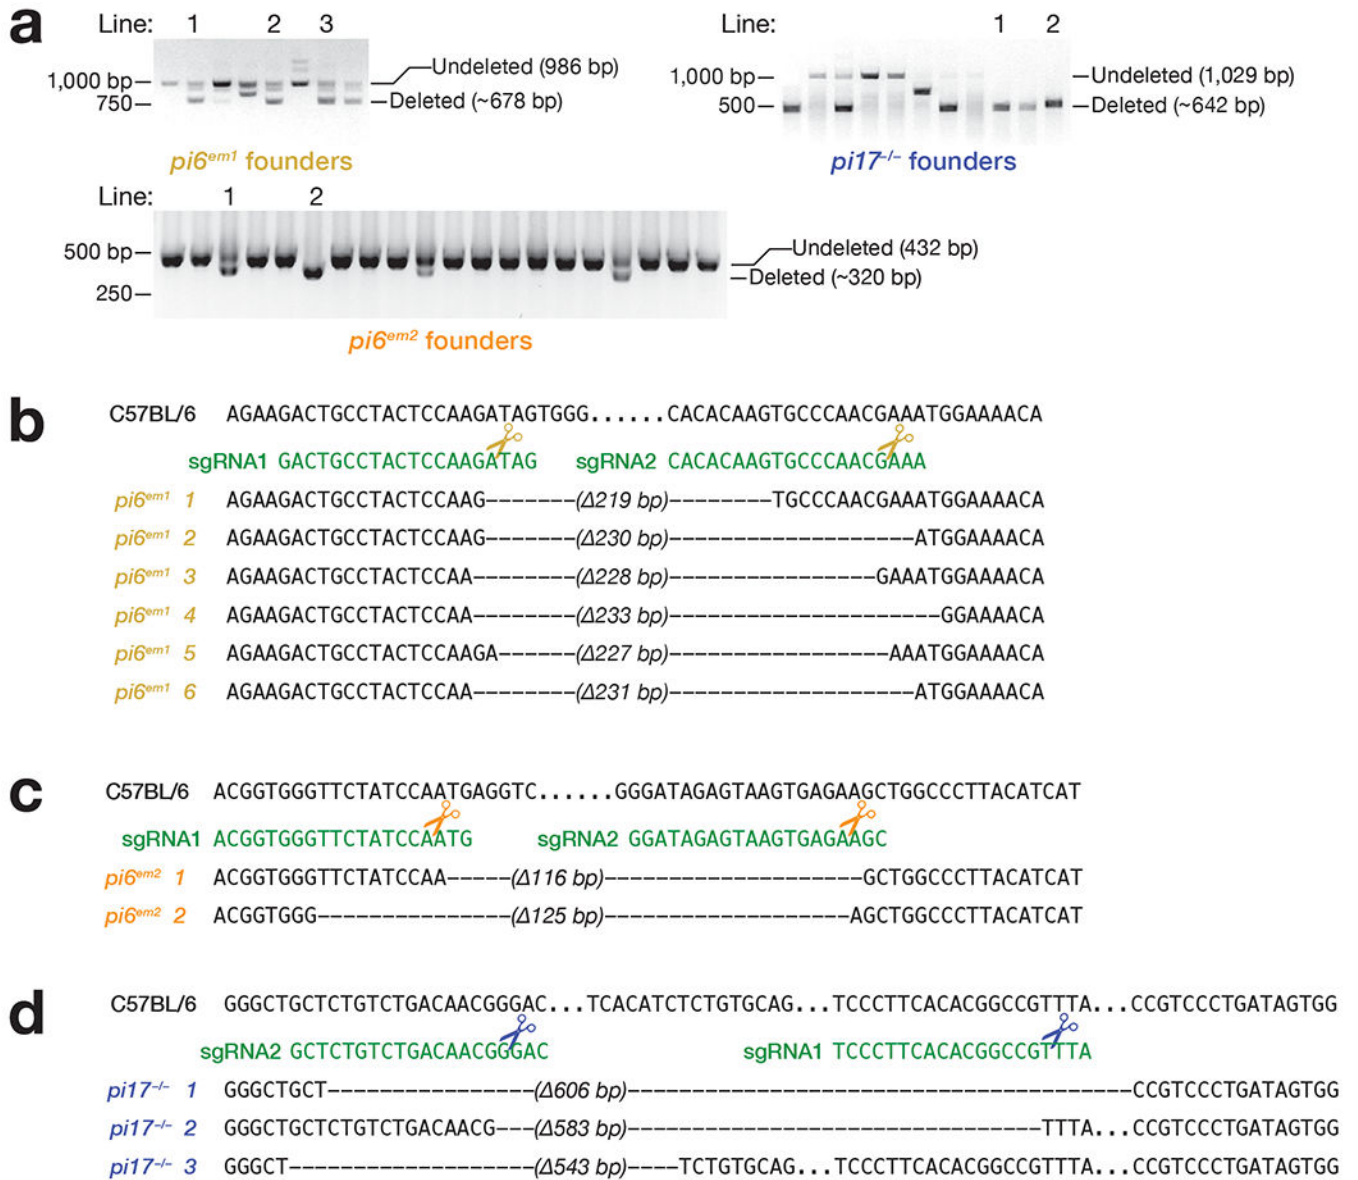 a
Line: 1 2 3
1,000 bp
750
Undeleted (986 bp)
Deleted (~678 bp)
pi6em1 founders
Line: 1 2
1,000 bp
500
Undeleted (1,029 bp)
Deleted (~642 bp)
pi17–/– founders
Line: 1 2
500 bp
250
Undeleted (432 bp)
Deleted (~320 bp)
pi6em2 founders
b
C57BL/6 AGAAGACTGCCTACTCCAAGATAGTGGG......CACACAAGTGCCCAACGAAATGGAAAACA
sgRNA1 GACTGCCTACTCCAAGATAG sgRNA2 CACACAAGTGCCCAACGAAA
pi6em1 1 AGAAGACTGCCTACTCCAAG-------(Δ219 bp)--------TGCCCAACGAAATGGAAAACA
pi6em1 2 AGAAGACTGCCTACTCCAAG-------(Δ230 bp)-------------------ATGGAAAACA
pi6em1 3 AGAAGACTGCCTACTCCAA--------(Δ228 bp)----------------GAAATGGAAAACA
pi6em1 4 AGAAGACTGCCTACTCCAA--------(Δ233 bp)---------------------GGAAAACA
pi6em1 5 AGAAGACTGCCTACTCCAAGA------(Δ227 bp)-----------------AAATGGAAAACA
pi6em1 6 AGAAGACTGCCTACTCCAA--------(Δ231 bp)-------------------ATGGAAAACA
c
C57BL/6 ACGGTGGGTTCTATCCAATGAGGTC......GGGATAGAGTAAGTGAGAAGCTGGCCCTTACATCAT
sgRNA1 ACGGTGGGTTCTATCCAATG sgRNA2 GGATAGAGTAAGTGAGAAGC
pi6em2 1 ACGGTGGGTTCTATCCAA-----(Δ116 bp)--------------------GCTGGCCCTTACATCAT
pi6em2 2 ACGGTGGG---------------(Δ125 bp)-------------------AGCTGGCCCTTACATCAT
d
C57BL/6 GGGCTGCTCTGTCTGACAACGGGAC...TCACATCTCTGTGCAG...TCCCTTCACACGGCCGTTTA...CCGTCCCTGATAGTGG
sgRNA2 GCTCTGTCTGACAACGGGAC sgRNA1 TCCCTTCACACGGCCGTTTA
pi17–/– 1 GGGCTGCT----------------(Δ606 bp)---------------------------------------CCGTCCCTGATAGTGG
pi17–/– 2 GGGCTGCTCTGTCTGACAACG---(Δ583 bp)--------------------------------TTTA...CCGTCCCTGATAGTGG
pi17–/– 3 GGGCT-------------------(Δ543 bp)----TCTGTGCAG...TCCCTTCACACGGCCGTTTA...CCGTCCCTGATAGTGG